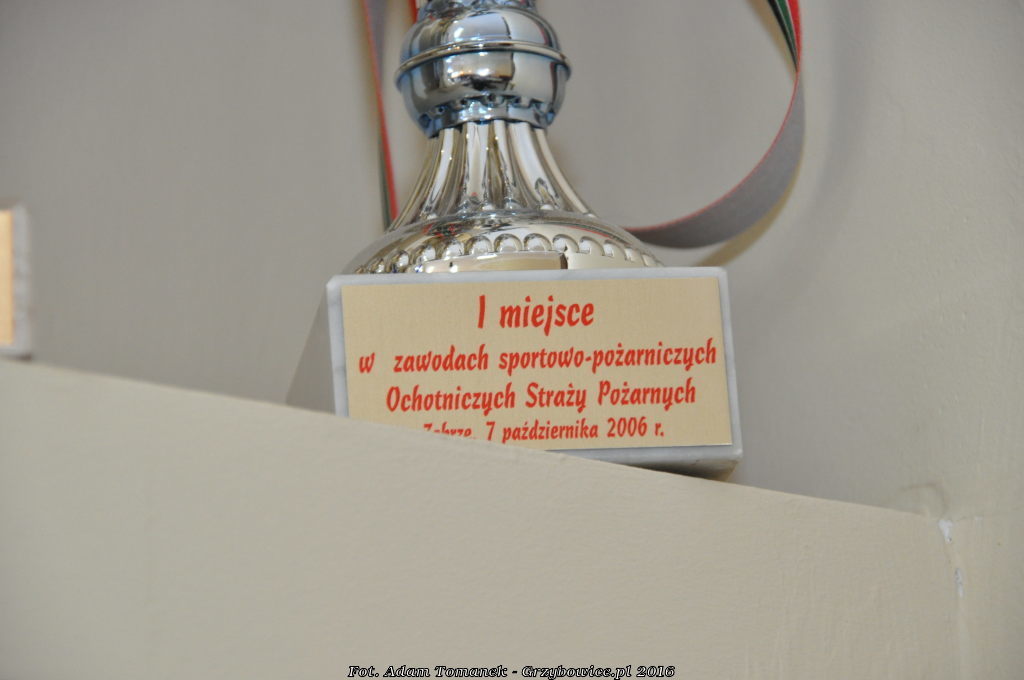 I miejsce
w zawodach sportowo-pożarniczych
Ochotniczych Straży Pożarnych
Zabrze, 7 października 2006 r.
Fot. Adam Tomanek - Grzybowice.pl 2016